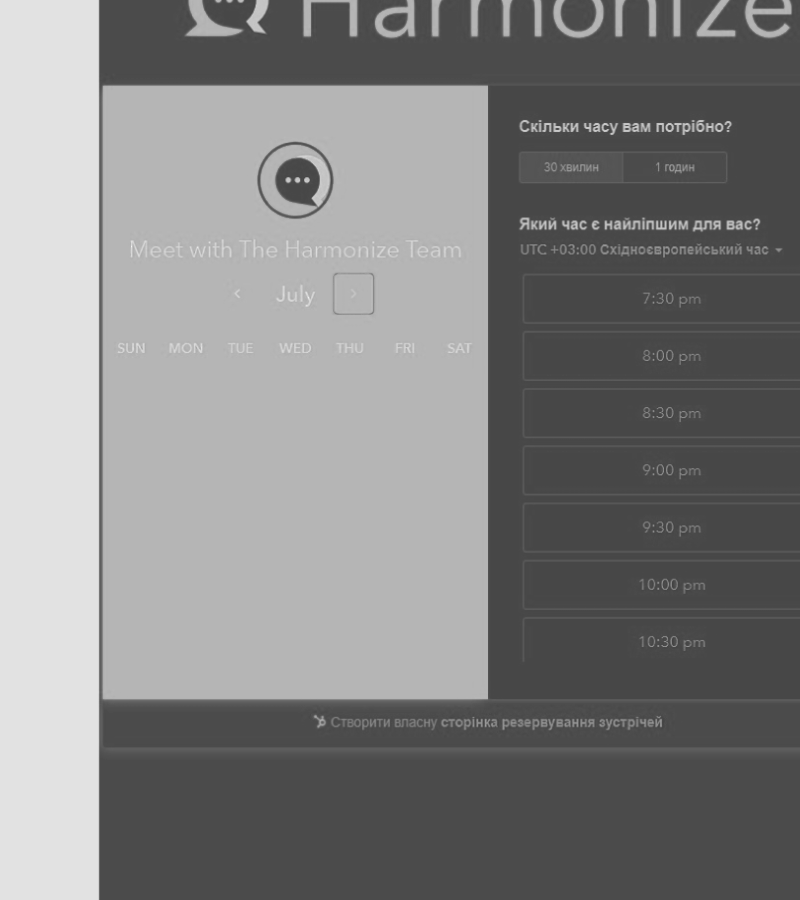 Harmonize
Meet with The Harmonize Team
July
SUN MON TUE WED THU FRI SAT
Скільки часу вам потрібно?
30 хвилин 1 годин
Який час є найліпшим для вас?
UTC +03:00 Східноєвропейський час
7:30 pm
8:00 pm
8:30 pm
9:00 pm
9:30 pm
10:00 pm
10:30 pm
Створити власну сторінка резервування зустрічей